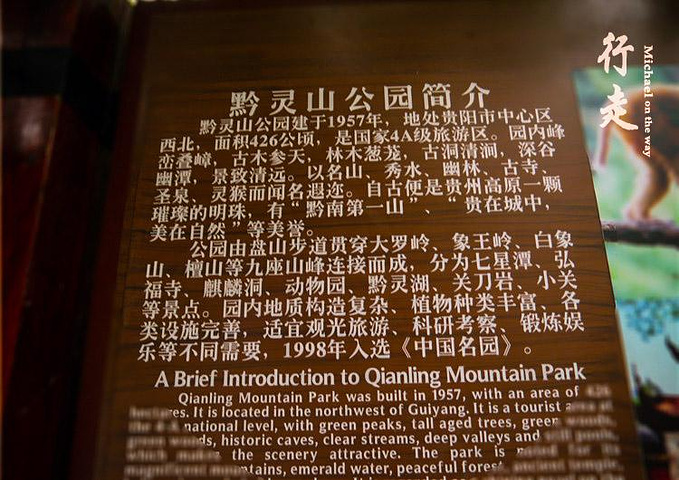 黔灵山公园简介
黔灵山公园建于1957年，地处贵阳市中心区
西北，面积426公顷，是国家4A级旅游区。园内峰
峦叠嶂，古木参天，林木葱茏，古洞清涧，深谷
幽潭，景致清远。以名山、秀水、幽林、古寺、
圣泉、灵猴而闻名遐迩。自古便是贵州高原一颗
璀璨的明珠，有“黔南第一山”、“贵在城中，
美在自然”等美誉。
公园由盘山步道贯穿大罗岭、象王岭、白象
山、檀山等九座山峰连接而成，分为七星潭、弘
福寺、麒麟洞、动物园、黔灵湖、关刀岩、小关
等景点。园内地质构造复杂、植物种类丰富，各
类设施完善，适宜观光旅游、科研考察、锻炼娱
乐等不同需要，1998年入选《中国名园》。
A Brief Introduction to Qianling Mountain Park
Qianling Mountain Park was built in 1957, with an area of
It is located in the northwest of Guiyang. It is a tourist
national level, with green peaks, tall aged trees, green
historic caves, clear streams, deep valleys and
the scenery attractive. The park is
emerald water, peaceful forest
行走
Michael on the way